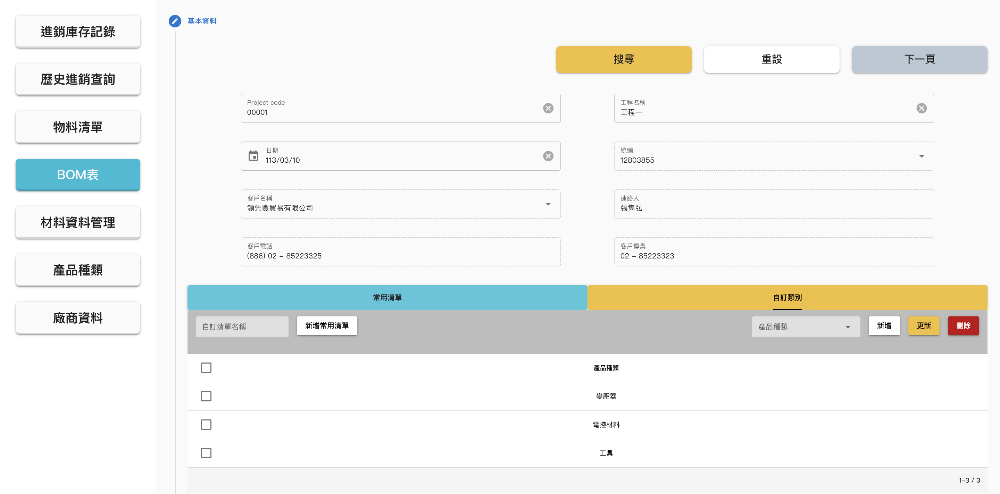 進銷庫存記錄
歷史進銷查詢
物料清單
BOM表
材料資料管理
產品種類
廠商資料
基本資料
搜尋
重設
下一頁
Project code
00001
工程名稱
工程一
日期
113/03/10
統編
12803855
客戶名稱
領先豐貿易有限公司
連絡人
張雋弘
客戶電話
(886) 02 – 85223325
客戶傳真
02 – 85223323
常用清單
自訂類別
自訂清單名稱
新增常用清單
產品種類
新增
更新
刪除
產品種類
變壓器
電控材料
工具
1–3 / 3